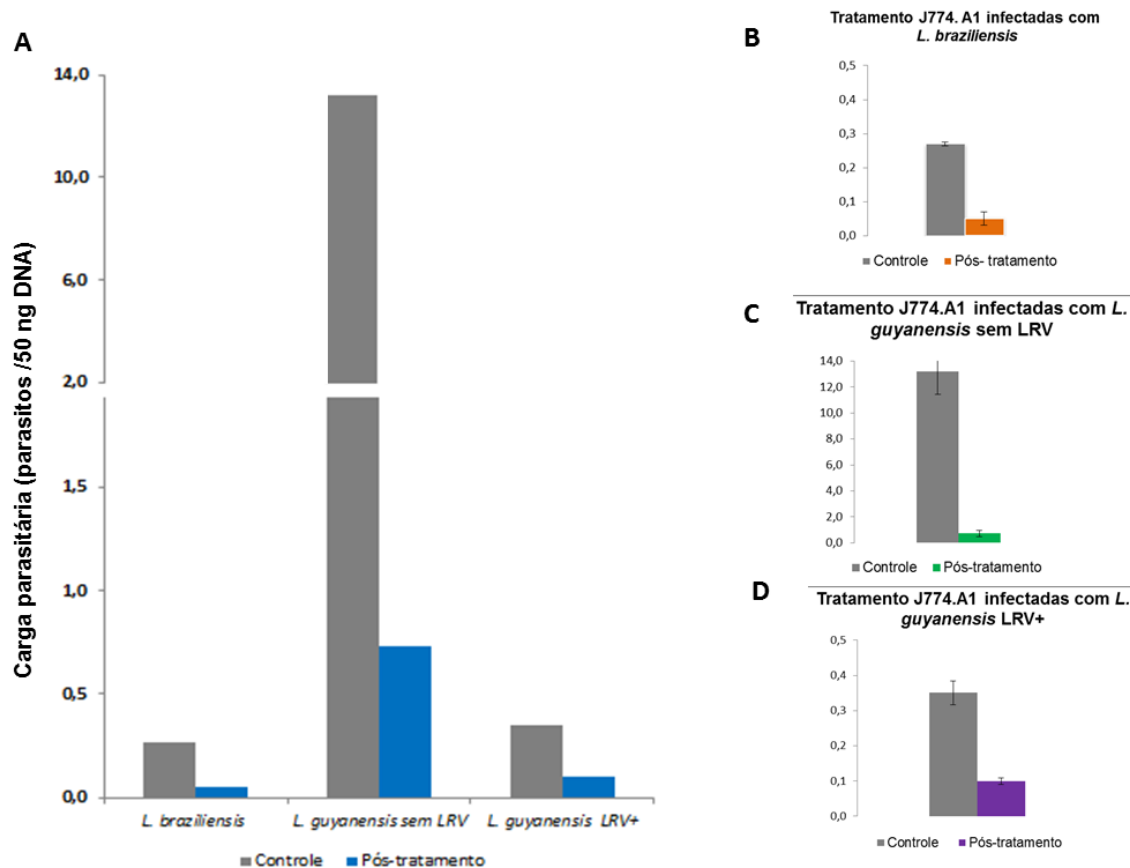 A
Carga parasitária (parasitos /50 ng DNA)
14,0
10,0
6,0
2,0
1,5
1,0
0,5
0,0
L. braziliensis
L. guyanensis sem LRV
L. guyanensis LRV+
Controle
Pós-tratamento
B
Tratamento J774. A1 infectadas com
L. braziliensis
0,5
0,4
0,3
0,2
0,1
0,0
Controle
Pós- tratamento
C
Tratamento J774.A1 infectadas com L.
guyanensis sem LRV
14,0
12,0
10,0
8,0
6,0
4,0
2,0
0,0
Controle
Pós-tratamento
D
Tratamento J774.A1 infectadas com L.
guyanensis LRV+
0,5
0,4
0,3
0,2
0,1
0,0
Controle
Pós-tratamento